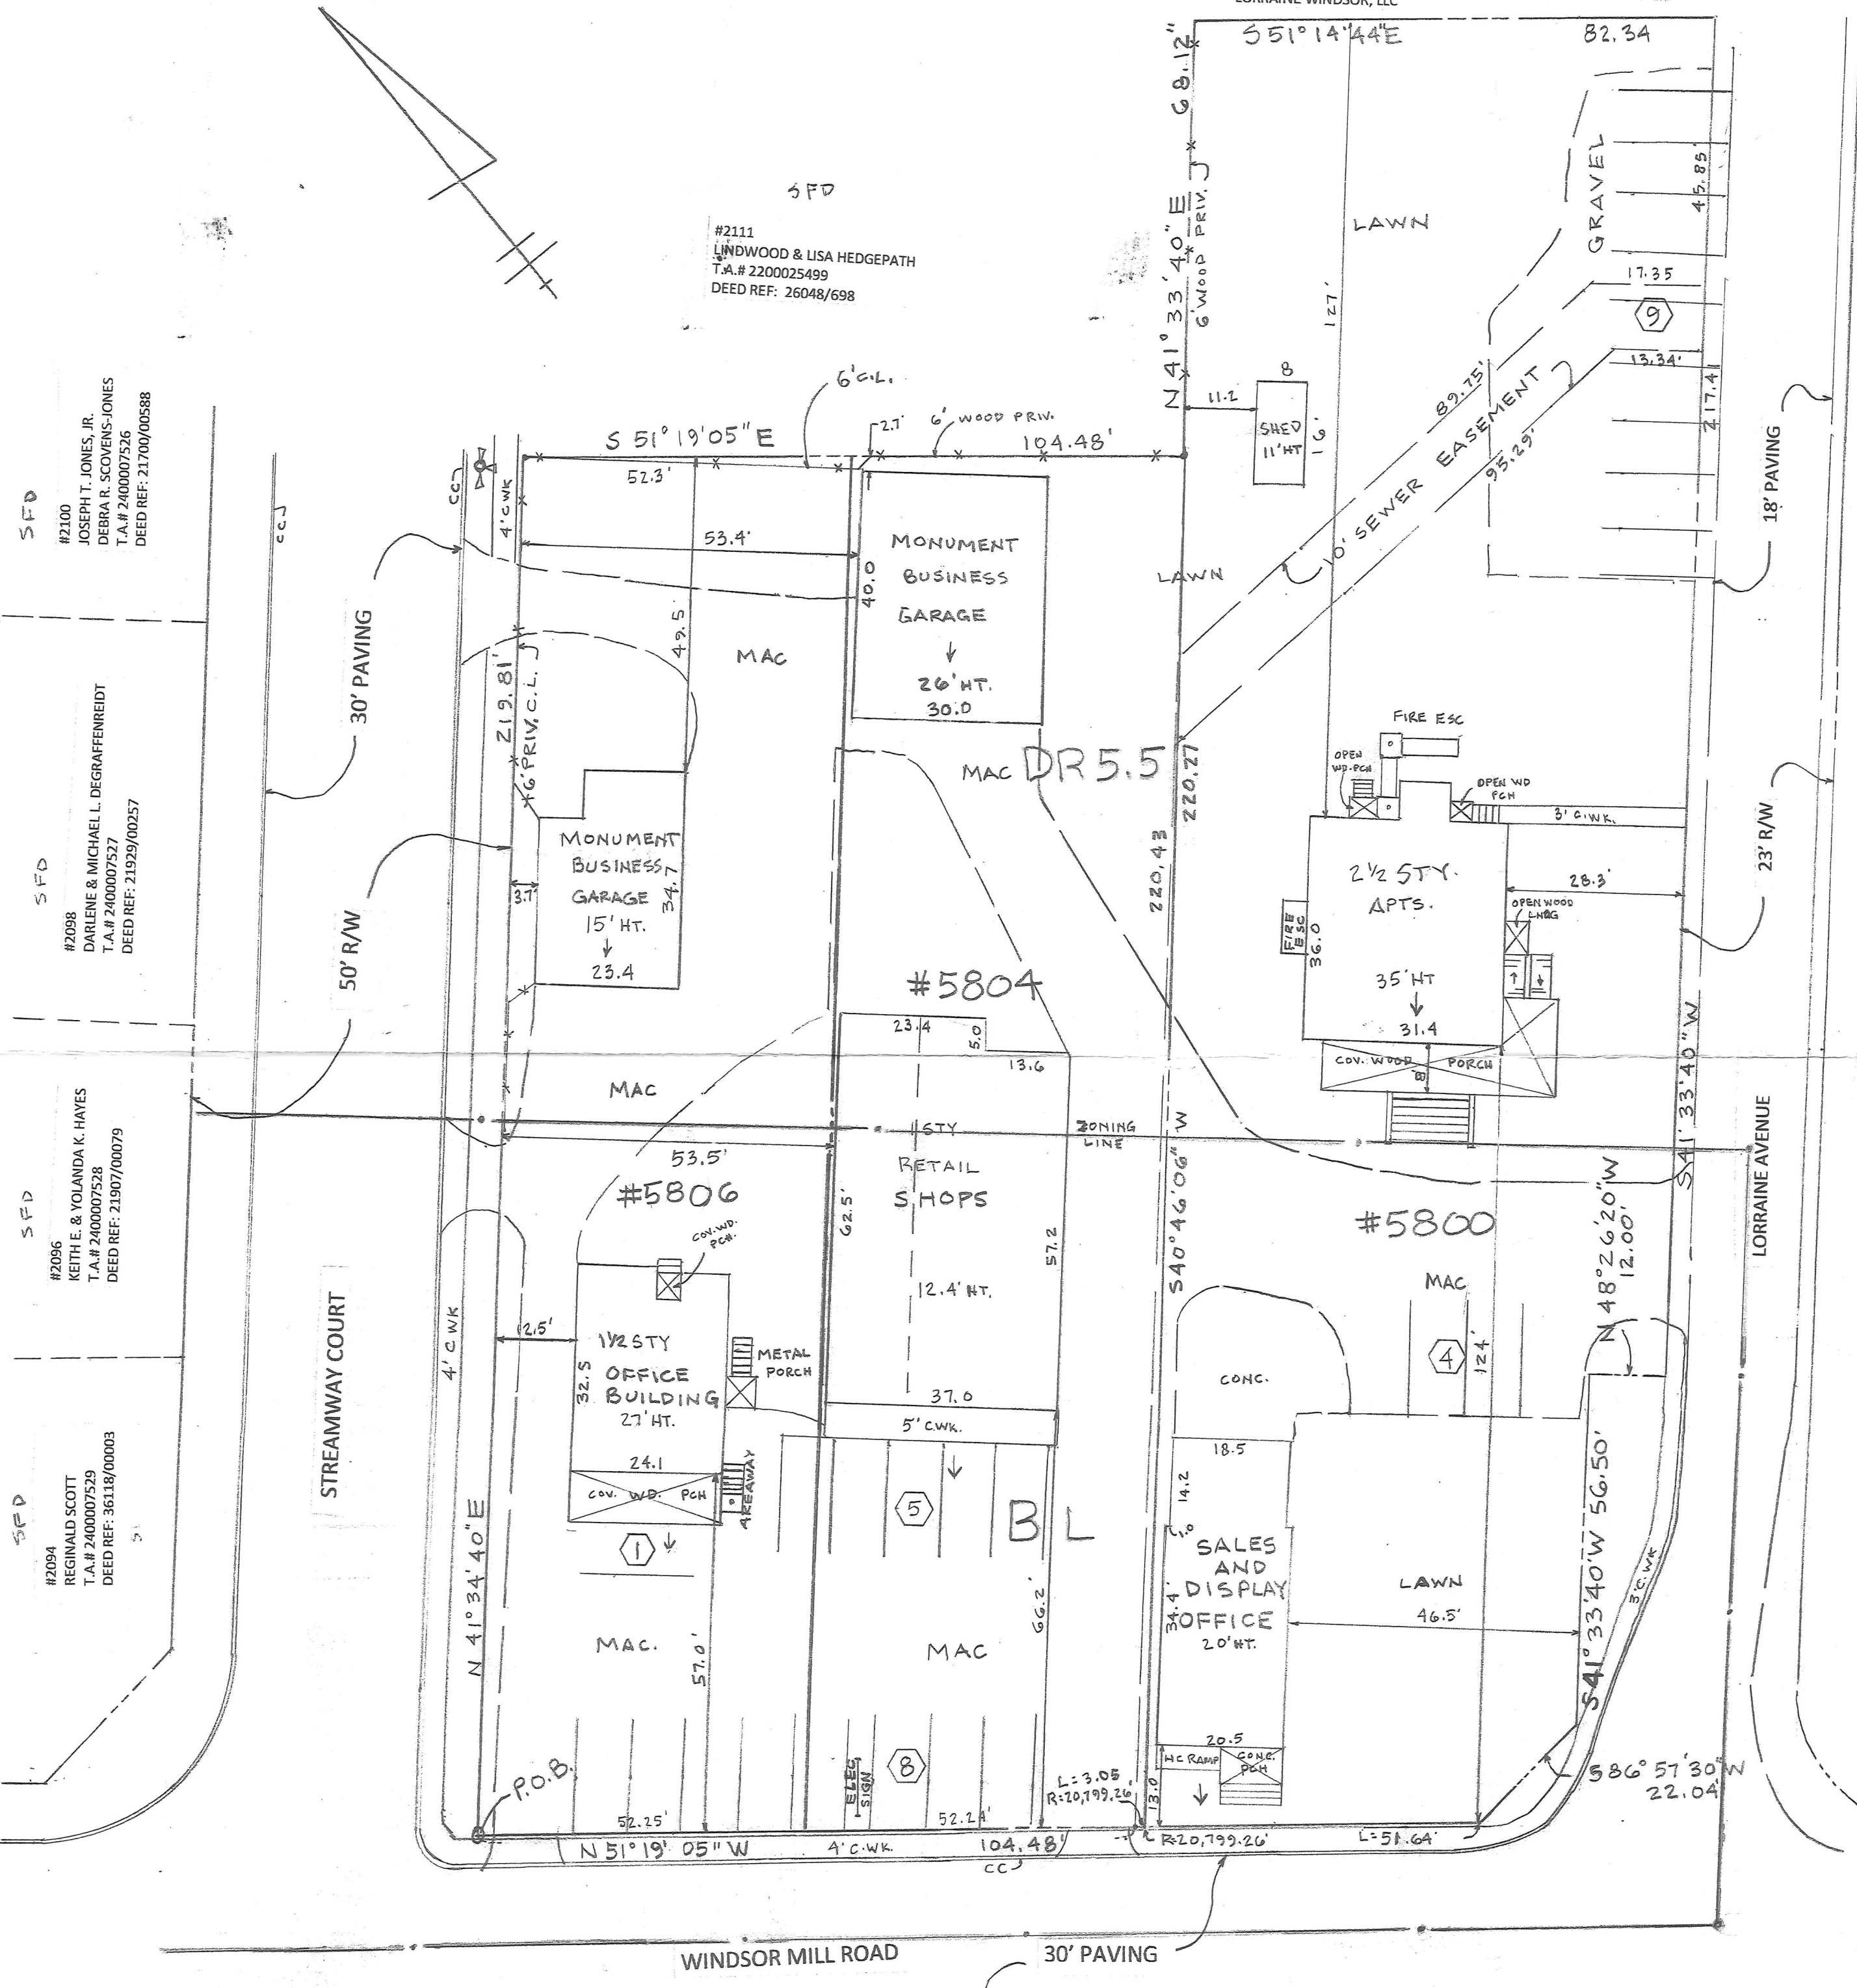 LORRAINE WINDSOR, LLC
S 51° 14' 44" E
82.34
68.12"
N 41° 33' 40" E
6' WOOD PRIV.
LAWN
127'
GRAVEL
45.85
17.35
9
13.34'
217.41
89.75'
95.29'
10' SEWER EASEMENT
18' PAVING
23' R/W
LORRAINE AVENUE
SFD
#2111
LINDWOOD & LISA HEDGEPATH
T.A.# 2200025499
DEED REF: 26048/698
SFD
#2100
JOSEPH T. JONES, JR.
DEBRA R. SCOVENS-JONES
T.A.# 2400007526
DEED REF: 21700/00588
SFD
#2098
DARLENE & MICHAEL L. DEGRAFFENREIDT
T.A.# 2400007527
DEED REF: 21929/00257
SFD
#2096
KEITH E. & YOLANDA K. HAYES
T.A.# 2400007528
DEED REF: 21907/00079
SFD
#2094
REGINALD SCOTT
T.A.# 2400007529
DEED REF: 36118/00003
STREAMWAY COURT
30' PAVING
50' R/W
CC
CC
4' C WK
S 51° 19' 05" E
104.48'
6' C.L.
6' WOOD PRIV.
2.7'
52.3'
53.4'
49.5
219.81'
6' PRIV. C.L.
MAC
40.0
MONUMENT
BUSINESS
GARAGE
26' HT.
30.0
11.2
8
SHED
11' HT
16'
LAWN
MAC
DR 5.5
220.27
220.43
MONUMENT
BUSINESS
GARAGE
15' HT.
23.4
34.7
3.7'
FIRE ESC
OPEN
WD. PCH
OPEN WD
PCH
3' C.WK.
2 1/2 STY.
APTS.
28.3'
OPEN WOOD
LNDG
FIRE
ESC
36.0
35' HT
31.4
COV. WOOD PORCH
8
#5804
23.4
5.0
13.6
MAC
1 STY
RETAIL
SHOPS
12.4' HT.
ZONING
LINE
53.5'
#5806
62.5'
57.2
37.0
5' C.WK.
S 40° 46' 06" W
S 41° 33' 40" W
#5800
N 48° 26' 20" W
12.00'
MAC
4
124'
CONC.
COV. WD.
PCH.
12.5'
4' C WK
1 1/2 STY
OFFICE
BUILDING
27' HT.
32.5
24.1
COV. WD. PCH
METAL
PORCH
AREAWAY
1
5
B L
N 41° 34' 40" E
MAC.
57.0'
MAC
66.2'
18.5
14.2
1.0
SALES
AND
DISPLAY
OFFICE
20' HT.
34.4'
LAWN
46.5'
S 41° 33' 40" W 56.50'
3' C. WK
20.5
HC RAMP
CONC.
PCH
13.0
S 86° 57' 30" W
22.04'
P.O.B.
ELEC
SIGN
8
L=3.05
R=20,799.26'
52.25'
52.24'
N 51° 19' 05" W
4' C.WK.
104.48'
CC
R=20,799.26'
L=51.64'
WINDSOR MILL ROAD
30' PAVING